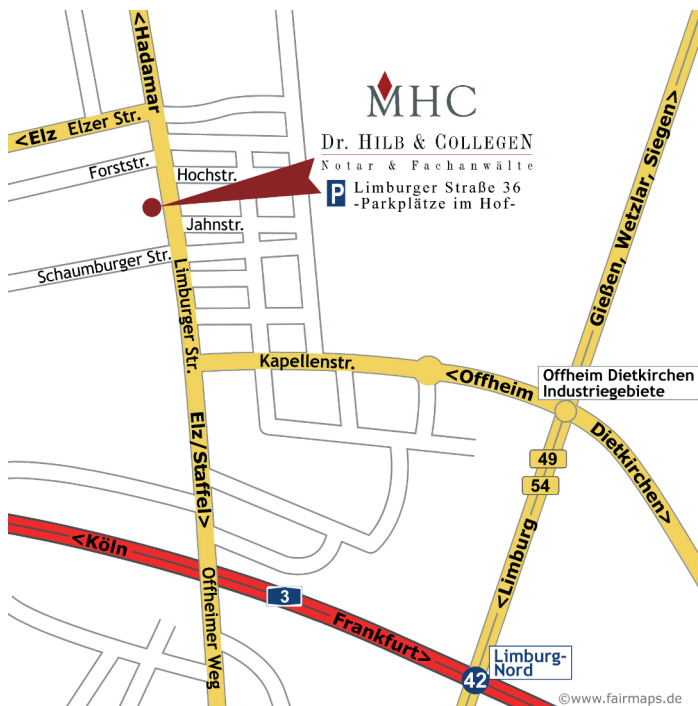 <Hadamar
MHC
Dr. HILB & COLLEGEN
Notar & Fachanwälte
P Limburger Straße 36
-Parkplätze im Hof-
<Elz Elzer Str.
Forststr.
Hochstr.
Jahnstr.
Schaumburger Str.
Limburger Str.
Gießen, Wetzlar, Siegen>
Kapellenstr.
<Offheim
Offheim Dietkirchen
Industriegebiete
Dietkirchen>
Elz/Staffel>
49
54
<Limburg
<Köln
3
Frankfurt>
Offheimer Weg
Limburg-
Nord
42
©www.fairmaps.de